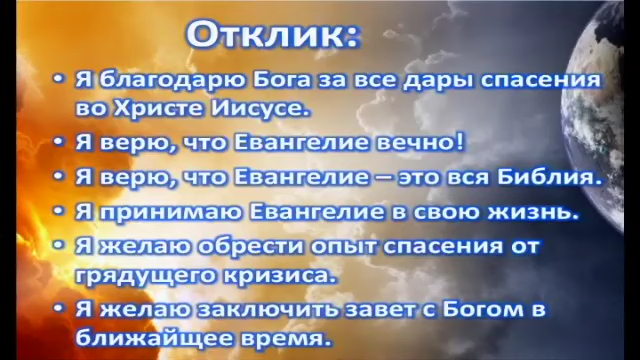 Отклик:
• Я благодарю Бога за все дары спасения
во Христе Иисусе.
• Я верю, что Евангелие вечно!
• Я верю, что Евангелие – это вся Библия.
• Я принимаю Евангелие в свою жизнь.
• Я желаю обрести опыт спасения от
грядущего кризиса.
• Я желаю заключить завет с Богом в
ближайщее время.